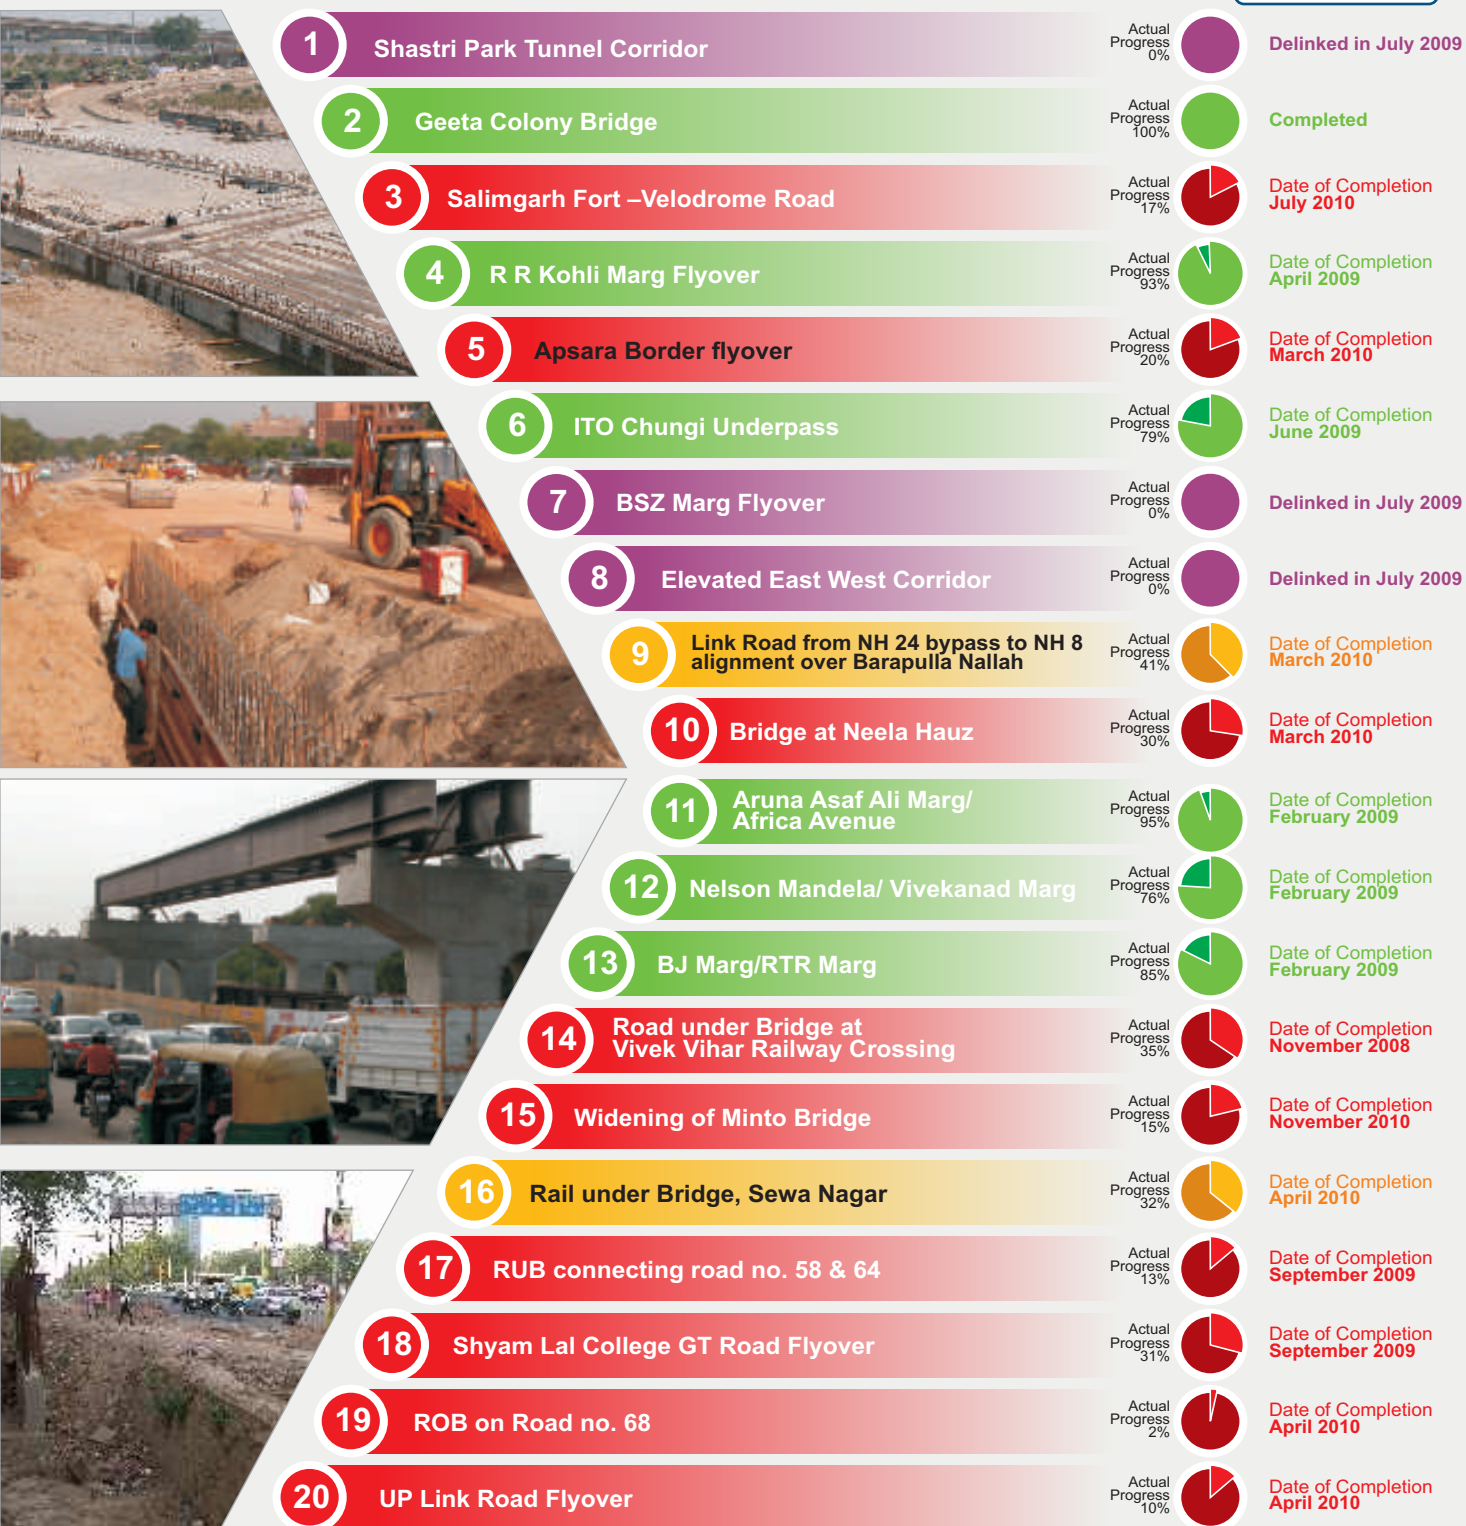 1
Shastri Park Tunnel Corridor
Actual
Progress
0%
Delinked in July 2009
2
Geeta Colony Bridge
Actual
Progress
100%
Completed
3
Salimgarh Fort –Velodrome Road
Actual
Progress
17%
Date of Completion
July 2010
4
R R Kohli Marg Flyover
Actual
Progress
93%
Date of Completion
April 2009
5
Apsara Border flyover
Actual
Progress
20%
Date of Completion
March 2010
6
ITO Chungi Underpass
Actual
Progress
79%
Date of Completion
June 2009
7
BSZ Marg Flyover
Actual
Progress
0%
Delinked in July 2009
8
Elevated East West Corridor
Actual
Progress
0%
Delinked in July 2009
9
Link Road from NH 24 bypass to NH 8
alignment over Barapulla Nallah
Actual
Progress
41%
Date of Completion
March 2010
10
Bridge at Neela Hauz
Actual
Progress
30%
Date of Completion
March 2010
11
Aruna Asaf Ali Marg/
Africa Avenue
Actual
Progress
95%
Date of Completion
February 2009
12
Nelson Mandela/ Vivekanad Marg
Actual
Progress
76%
Date of Completion
February 2009
13
BJ Marg/RTR Marg
Actual
Progress
85%
Date of Completion
February 2009
14
Road under Bridge at
Vivek Vihar Railway Crossing
Actual
Progress
35%
Date of Completion
November 2008
15
Widening of Minto Bridge
Actual
Progress
15%
Date of Completion
November 2010
16
Rail under Bridge, Sewa Nagar
Actual
Progress
32%
Date of Completion
April 2010
17
RUB connecting road no. 58 & 64
Actual
Progress
13%
Date of Completion
September 2009
18
Shyam Lal College GT Road Flyover
Actual
Progress
31%
Date of Completion
September 2009
19
ROB on Road no. 68
Actual
Progress
2%
Date of Completion
April 2010
20
UP Link Road Flyover
Actual
Progress
10%
Date of Completion
April 2010